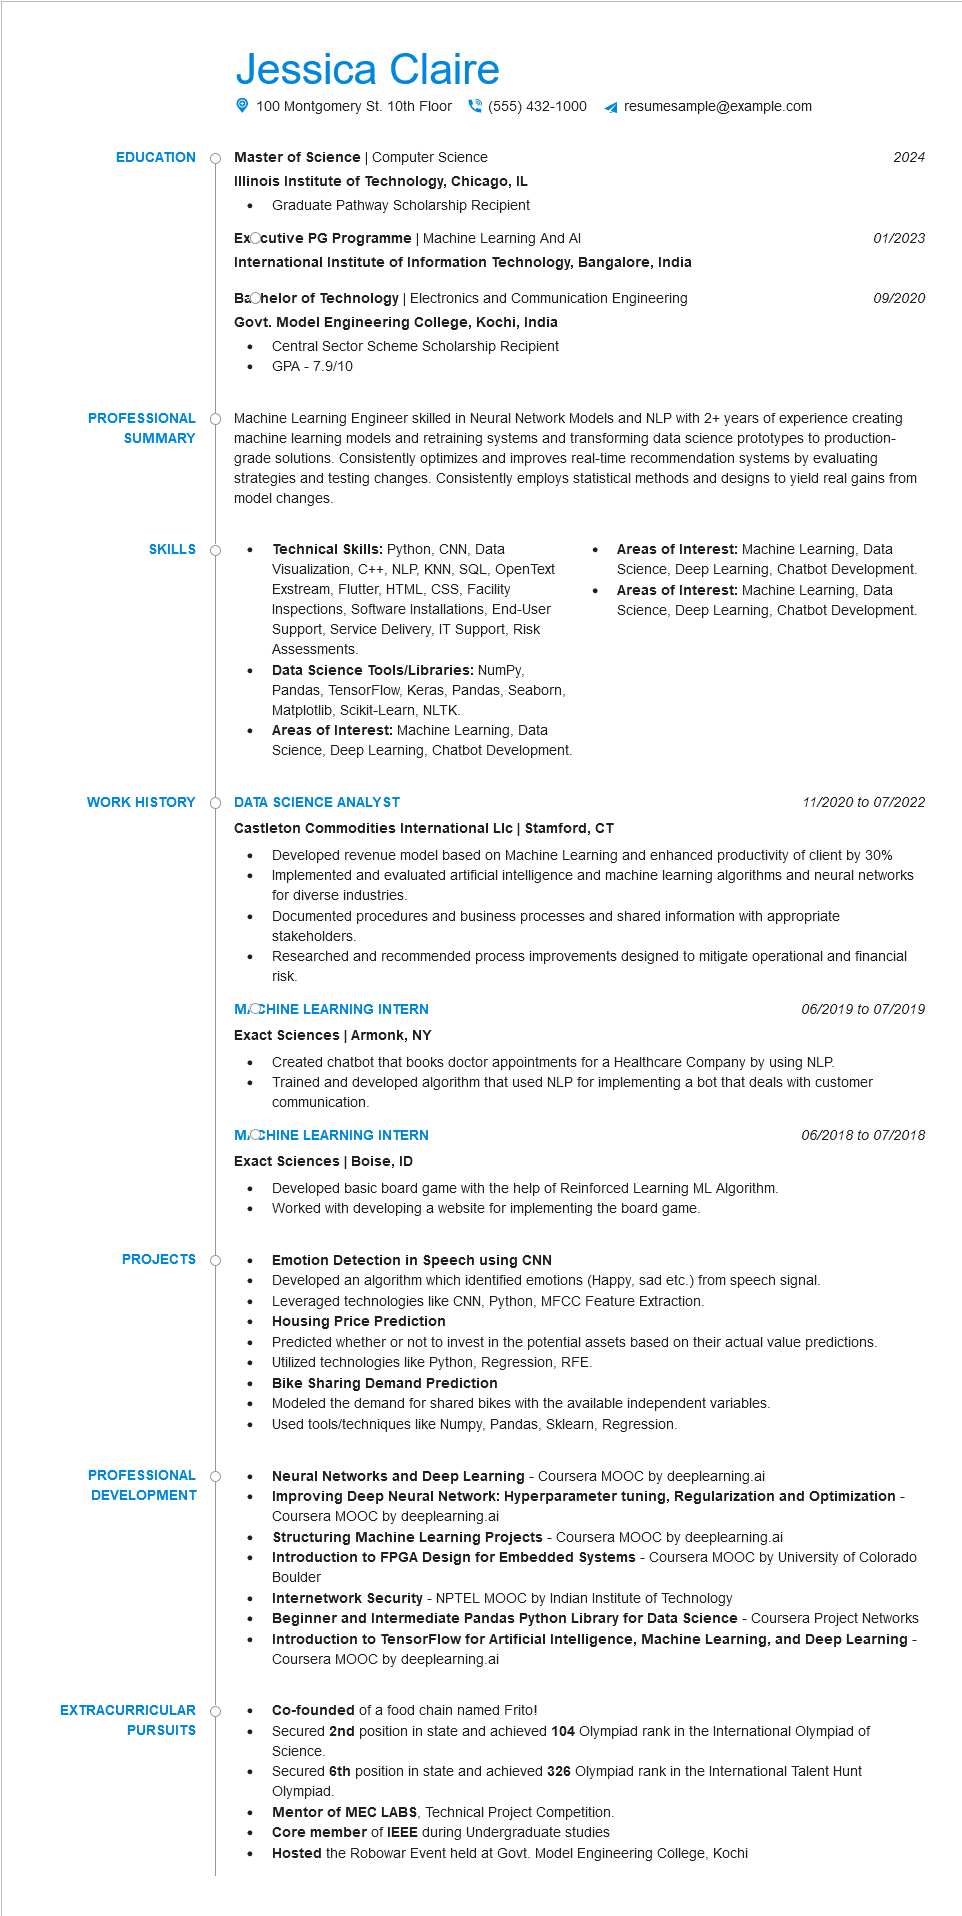 Jessica Claire
100 Montgomery St. 10th Floor (555) 432-1000 resumesample@example.com
EDUCATION
Master of Science | Computer Science 2024
Illinois Institute of Technology, Chicago, IL
• Graduate Pathway Scholarship Recipient
Executive PG Programme | Machine Learning And AI 01/2023
International Institute of Information Technology, Bangalore, India
Bachelor of Technology | Electronics and Communication Engineering 09/2020
Govt. Model Engineering College, Kochi, India
• Central Sector Scheme Scholarship Recipient
• GPA - 7.9/10
PROFESSIONAL
SUMMARY
Machine Learning Engineer skilled in Neural Network Models and NLP with 2+ years of experience creating
machine learning models and retraining systems and transforming data science prototypes to production-
grade solutions. Consistently optimizes and improves real-time recommendation systems by evaluating
strategies and testing changes. Consistently employs statistical methods and designs to yield real gains from
model changes.
SKILLS
• Technical Skills: Python, CNN, Data
Visualization, C++, NLP, KNN, SQL, OpenText
Exstream, Flutter, HTML, CSS, Facility
Inspections, Software Installations, End-User
Support, Service Delivery, IT Support, Risk
Assessments.
• Data Science Tools/Libraries: NumPy,
Pandas, TensorFlow, Keras, Pandas, Seaborn,
Matplotlib, Scikit-Learn, NLTK.
• Areas of Interest: Machine Learning, Data
Science, Deep Learning, Chatbot Development.
• Areas of Interest: Machine Learning, Data
Science, Deep Learning, Chatbot Development.
• Areas of Interest: Machine Learning, Data
Science, Deep Learning, Chatbot Development.
WORK HISTORY
DATA SCIENCE ANALYST 11/2020 to 07/2022
Castleton Commodities International Llc | Stamford, CT
• Developed revenue model based on Machine Learning and enhanced productivity of client by 30%
• Implemented and evaluated artificial intelligence and machine learning algorithms and neural networks
for diverse industries.
• Documented procedures and business processes and shared information with appropriate
stakeholders.
• Researched and recommended process improvements designed to mitigate operational and financial
risk.
MACHINE LEARNING INTERN 06/2019 to 07/2019
Exact Sciences | Armonk, NY
• Created chatbot that books doctor appointments for a Healthcare Company by using NLP.
• Trained and developed algorithm that used NLP for implementing a bot that deals with customer
communication.
MACHINE LEARNING INTERN 06/2018 to 07/2018
Exact Sciences | Boise, ID
• Developed basic board game with the help of Reinforced Learning ML Algorithm.
• Worked with developing a website for implementing the board game.
PROJECTS
• Emotion Detection in Speech using CNN
• Developed an algorithm which identified emotions (Happy, sad etc.) from speech signal.
• Leveraged technologies like CNN, Python, MFCC Feature Extraction.
• Housing Price Prediction
• Predicted whether or not to invest in the potential assets based on their actual value predictions.
• Utilized technologies like Python, Regression, RFE.
• Bike Sharing Demand Prediction
• Modeled the demand for shared bikes with the available independent variables.
• Used tools/techniques like Numpy, Pandas, Sklearn, Regression.
PROFESSIONAL
DEVELOPMENT
• Neural Networks and Deep Learning - Coursera MOOC by deeplearning.ai
• Improving Deep Neural Network: Hyperparameter tuning, Regularization and Optimization -
Coursera MOOC by deeplearning.ai
• Structuring Machine Learning Projects - Coursera MOOC by deeplearning.ai
• Introduction to FPGA Design for Embedded Systems - Coursera MOOC by University of Colorado
Boulder
• Internetwork Security - NPTEL MOOC by Indian Institute of Technology
• Beginner and Intermediate Pandas Python Library for Data Science - Coursera Project Networks
• Introduction to TensorFlow for Artificial Intelligence, Machine Learning, and Deep Learning -
Coursera MOOC by deeplearning.ai
EXTRACURRICULAR
PURSUITS
• Co-founded of a food chain named Frito!
• Secured 2nd position in state and achieved 104 Olympiad rank in the International Olympiad of
Science.
• Secured 6th position in state and achieved 326 Olympiad rank in the International Talent Hunt
Olympiad.
• Mentor of MEC LABS, Technical Project Competition.
• Core member of IEEE during Undergraduate studies
• Hosted the Robowar Event held at Govt. Model Engineering College, Kochi